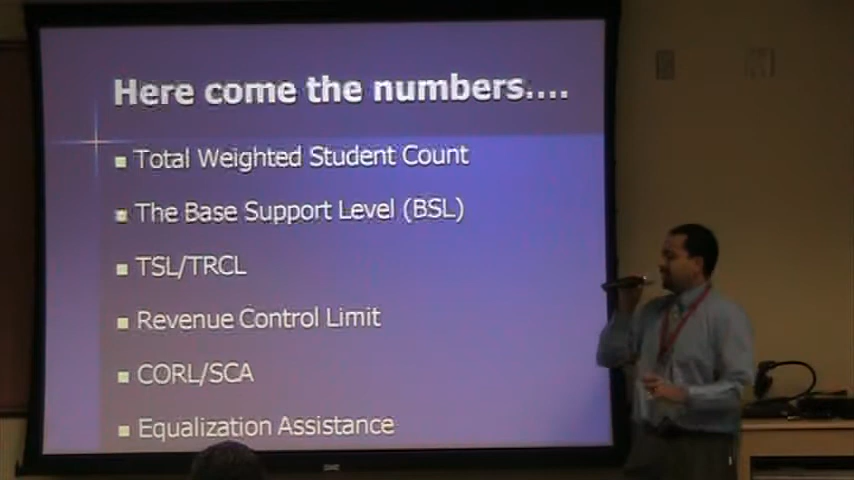 Here come the numbers....
Total Weighted Student Count
The Base Support Level (BSL)
TSL/TRCL
Revenue Control Limit
CORL/SCA
Equalization Assistance